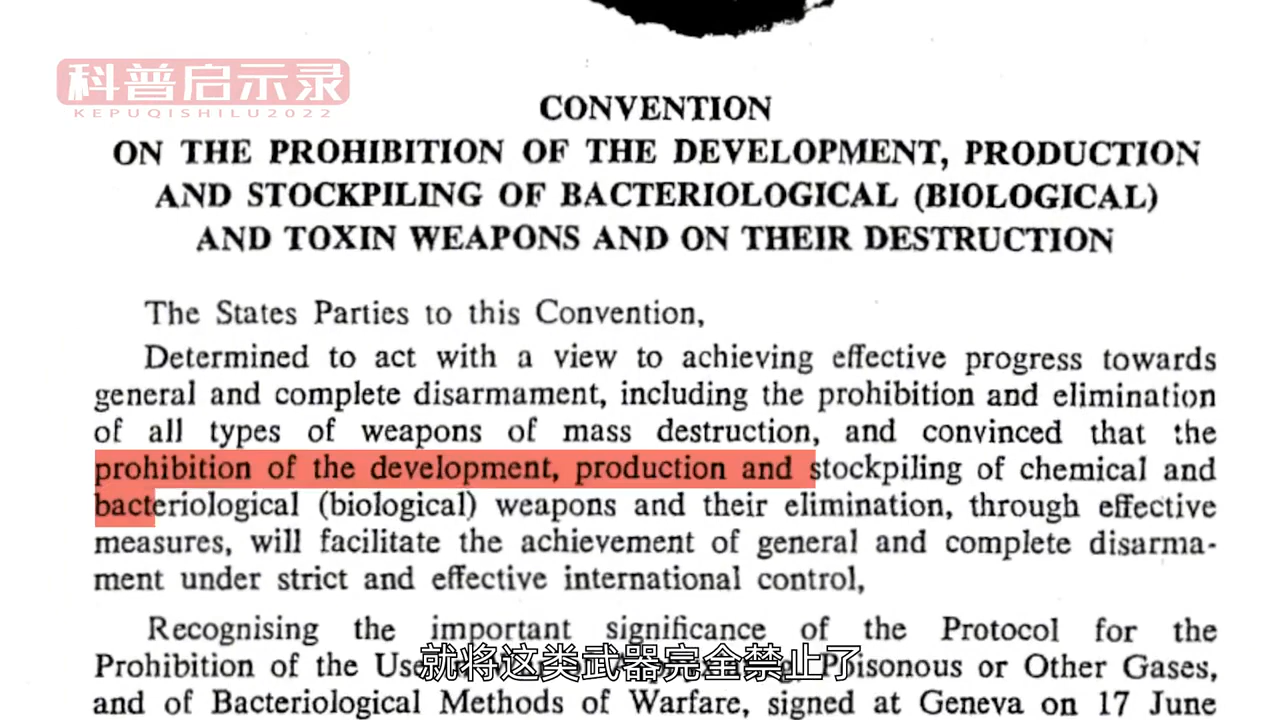 科普启示录
KEPUQISHILU2022
CONVENTION
ON THE PROHIBITION OF THE DEVELOPMENT, PRODUCTION
AND STOCKPILING OF BACTERIOLOGICAL (BIOLOGICAL)
AND TOXIN WEAPONS AND ON THEIR DESTRUCTION
The States Parties to this Convention,
Determined to act with a view to achieving effective progress towards
general and complete disarmament, including the prohibition and elimination
of all types of weapons of mass destruction, and convinced that the
prohibition of the development, production and stockpiling of chemical and
bacteriological (biological) weapons and their elimination, through effective
measures, will facilitate the achievement of general and complete disarma-
ment under strict and effective international control,
Recognising the important significance of the Protocol for the
Prohibition of the Use Poisonous or Other Gases,
就将这类武器完全禁止了
and of Bacteriological Methods of Warfare, signed at Geneva on 17 June